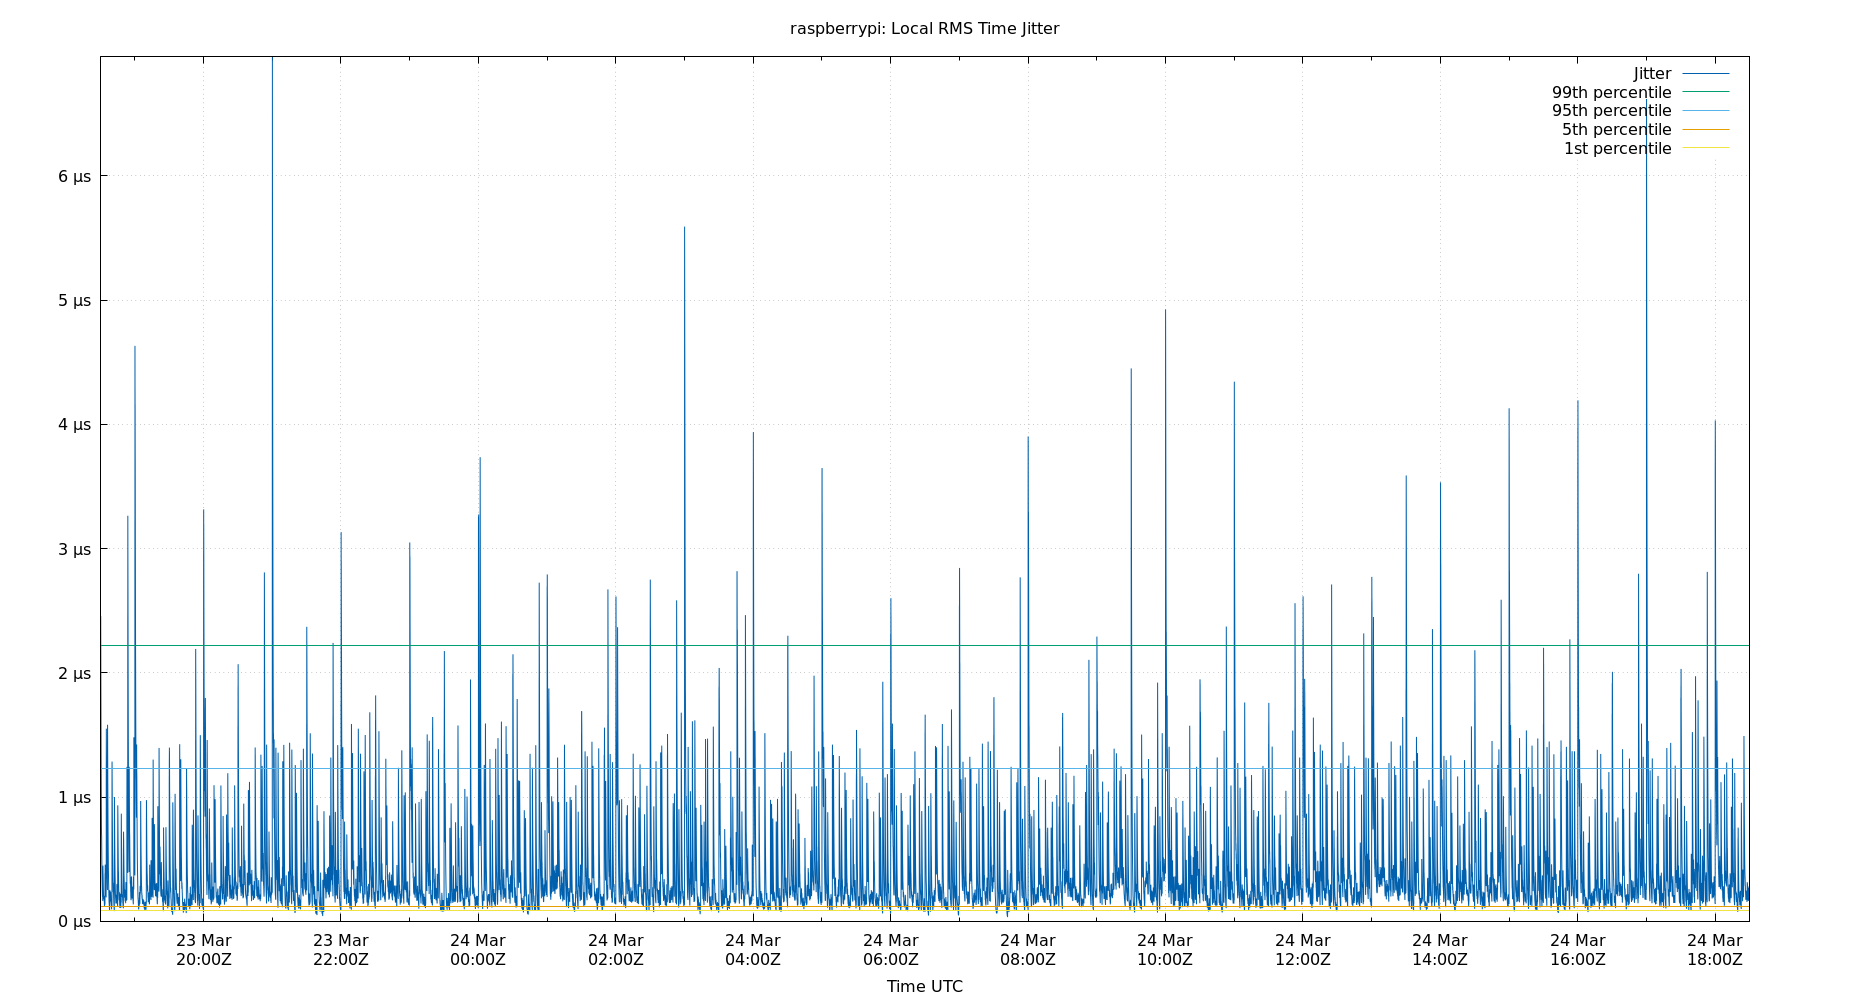 raspberrypi: Local RMS Time Jitter
Jitter
99th percentile
95th percentile
5th percentile
1st percentile
6 µs
5 µs
4 µs
3 µs
2 µs
1 µs
0 µs
23 Mar 23 Mar 24 Mar 24 Mar 24 Mar 24 Mar 24 Mar 24 Mar 24 Mar 24 Mar 24 Mar 24 Mar
20:00Z 22:00Z 00:00Z 02:00Z 04:00Z 06:00Z 08:00Z 10:00Z 12:00Z 14:00Z 16:00Z 18:00Z
Time UTC